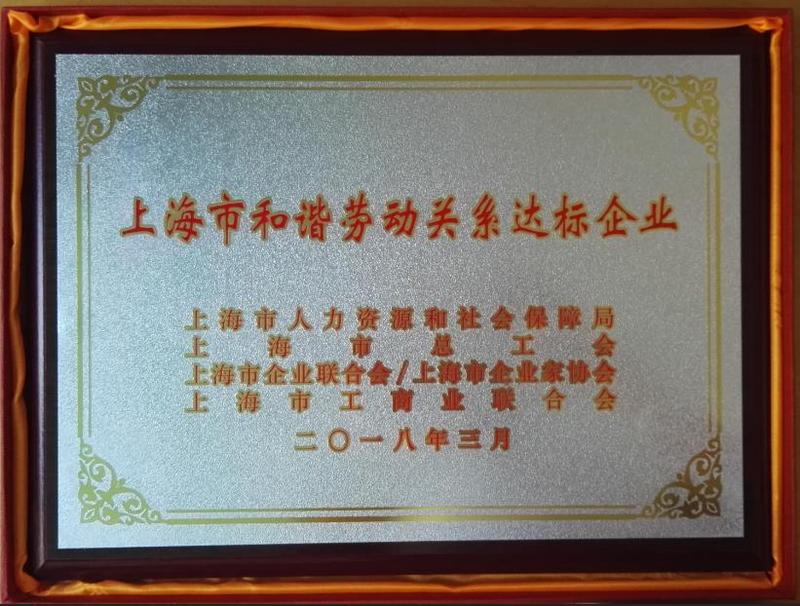 上海市和谐劳动关系达标企业
上海市人力资源和社会保障局
上海市总工会
上海市企业联合会/上海市企业家协会
上海市工商业联合会
二〇一八年三月